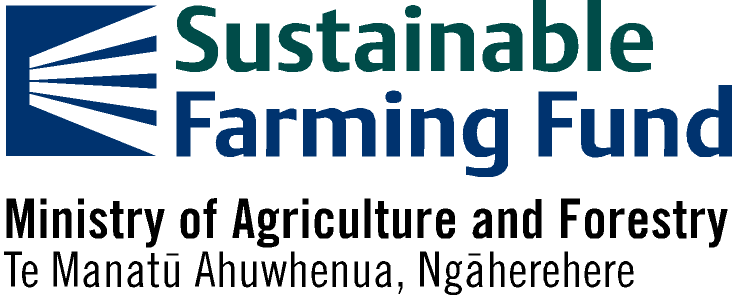 Sustainable
Farming Fund
Ministry of Agriculture and Forestry
Te Manatū Ahuwhenua, Ngāherehere